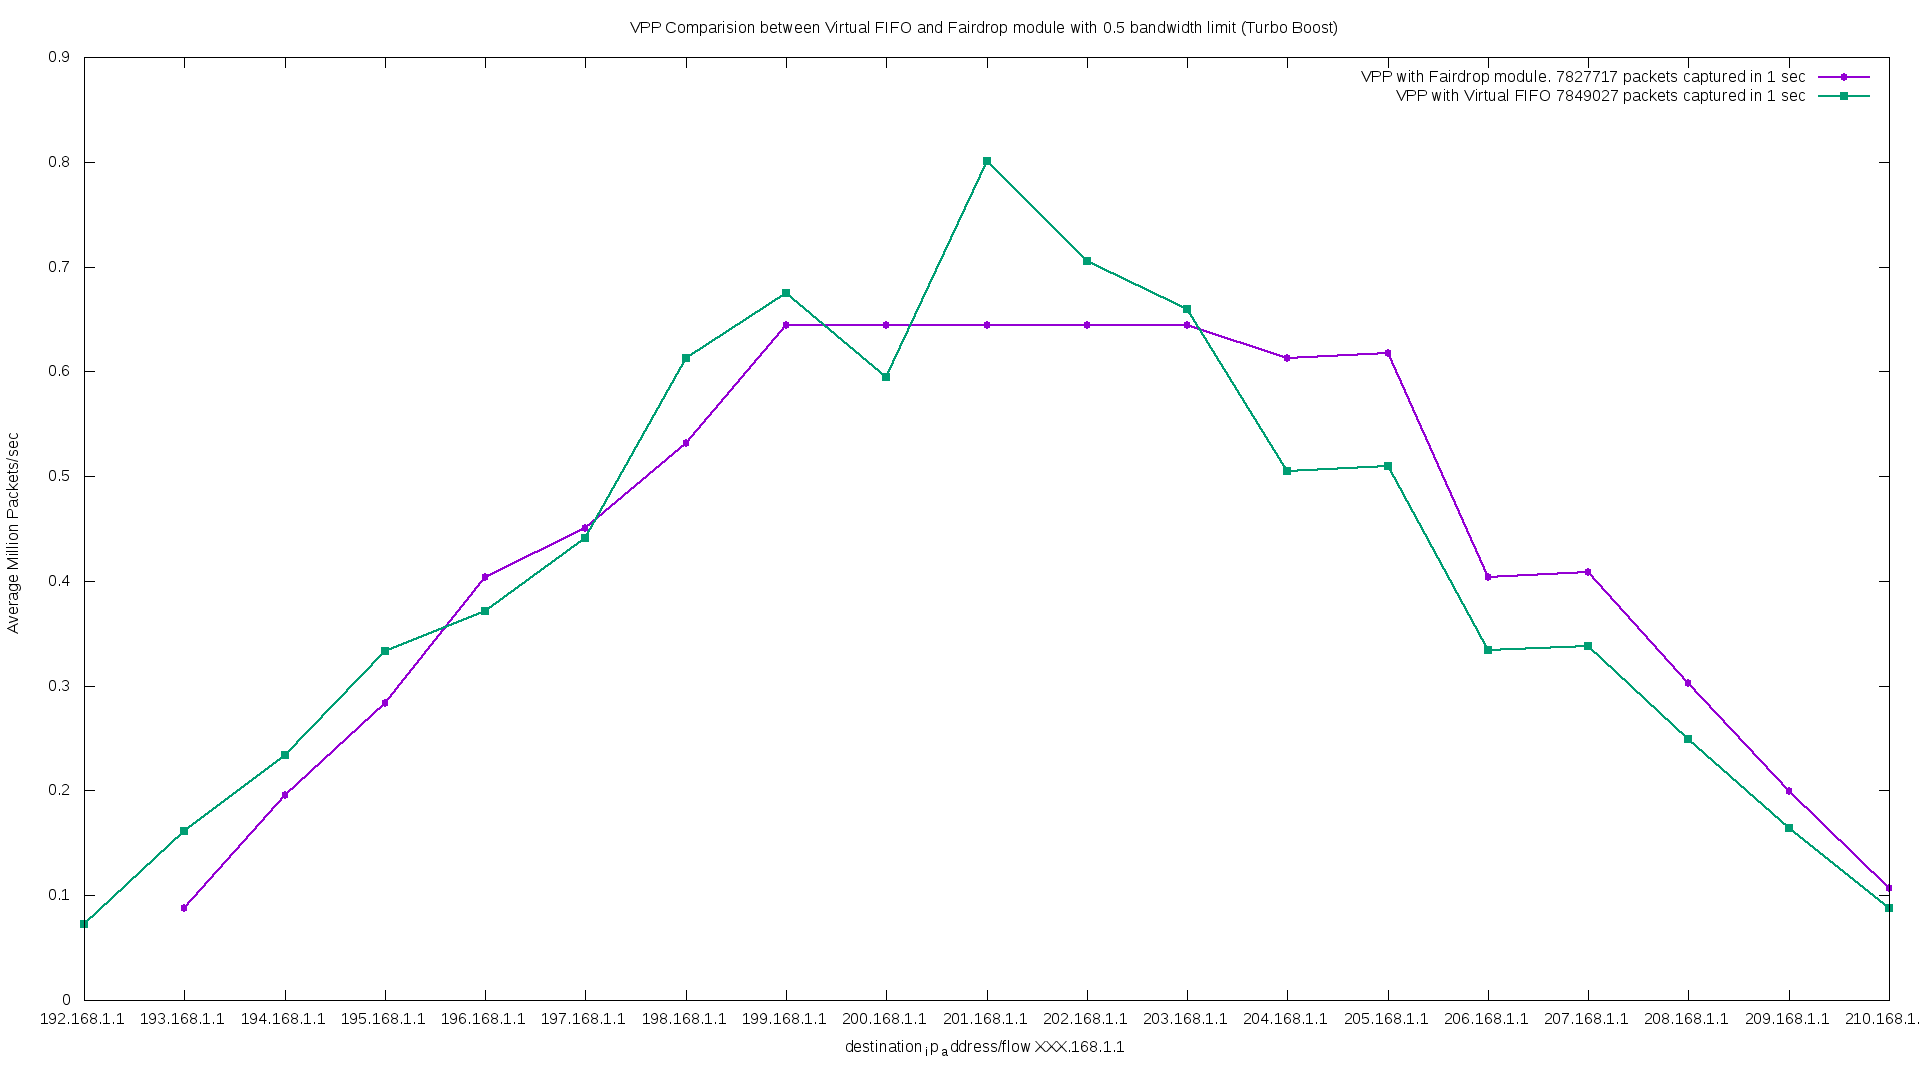 VPP Comparision between Virtual FIFO and Fairdrop module with 0.5 bandwidth limit (Turbo Boost)
VPP with Fairdrop module. 7827717 packets captured in 1 sec
VPP with Virtual FIFO 7849027 packets captured in 1 sec
0.9
0.8
0.7
0.6
0.5
0.4
0.3
0.2
0.1
0
Average Million Packets/sec
192.168.1.1 193.168.1.1 194.168.1.1 195.168.1.1 196.168.1.1 197.168.1.1 198.168.1.1 199.168.1.1 200.168.1.1 201.168.1.1 202.168.1.1 203.168.1.1 204.168.1.1 205.168.1.1 206.168.1.1 207.168.1.1 208.168.1.1 209.168.1.1 210.168.1.
destination ip address/flow XXX.168.1.1